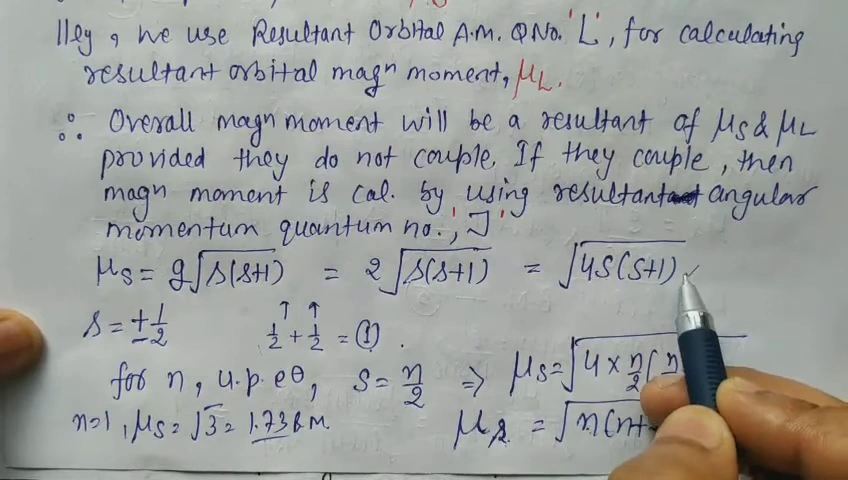 lly, we use Resultant Orbital A.M. QNo. 'L', for calculating
resultant orbital magn moment, μL.
∴ Overall magn moment will be a resultant of μs & μL
provided they do not couple. If they couple, then
magn moment is cal. by using resultant angular
momentum quantum no., 'J'
μs = g√s(s+1) = 2√s(s+1) = √4s(s+1)
s = ±1/2 ↑1/2 + ↑1/2 = 1.
for n, u.p. eθ, s = n/2 ⇒ μs = √4 × n/2 (n
n=1, μs = √3 = 1.73 B.M. μs = √n(n+